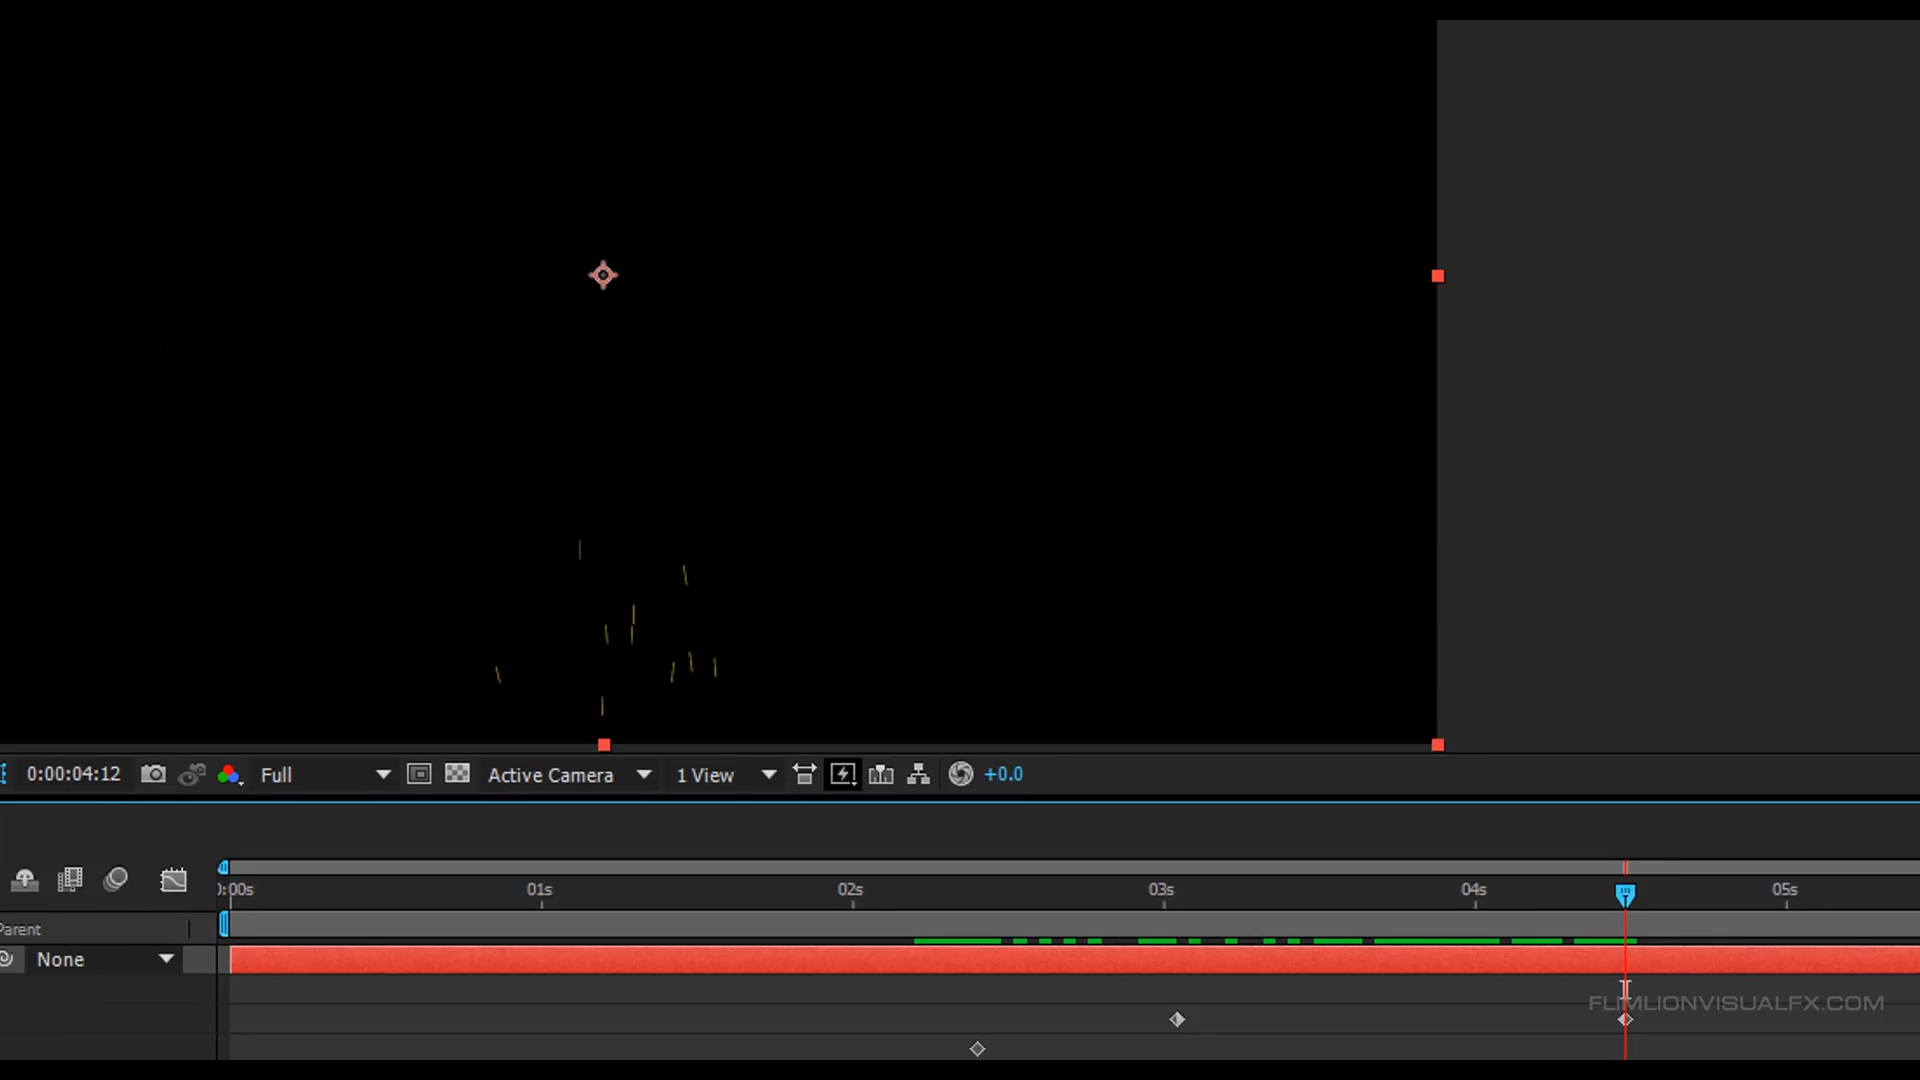 0:00:04:12 Full Active Camera 1 View +0.0
0:00s 01s 02s 03s 04s 05s
Parent
None
FLIMLIONVISUALFX.COM